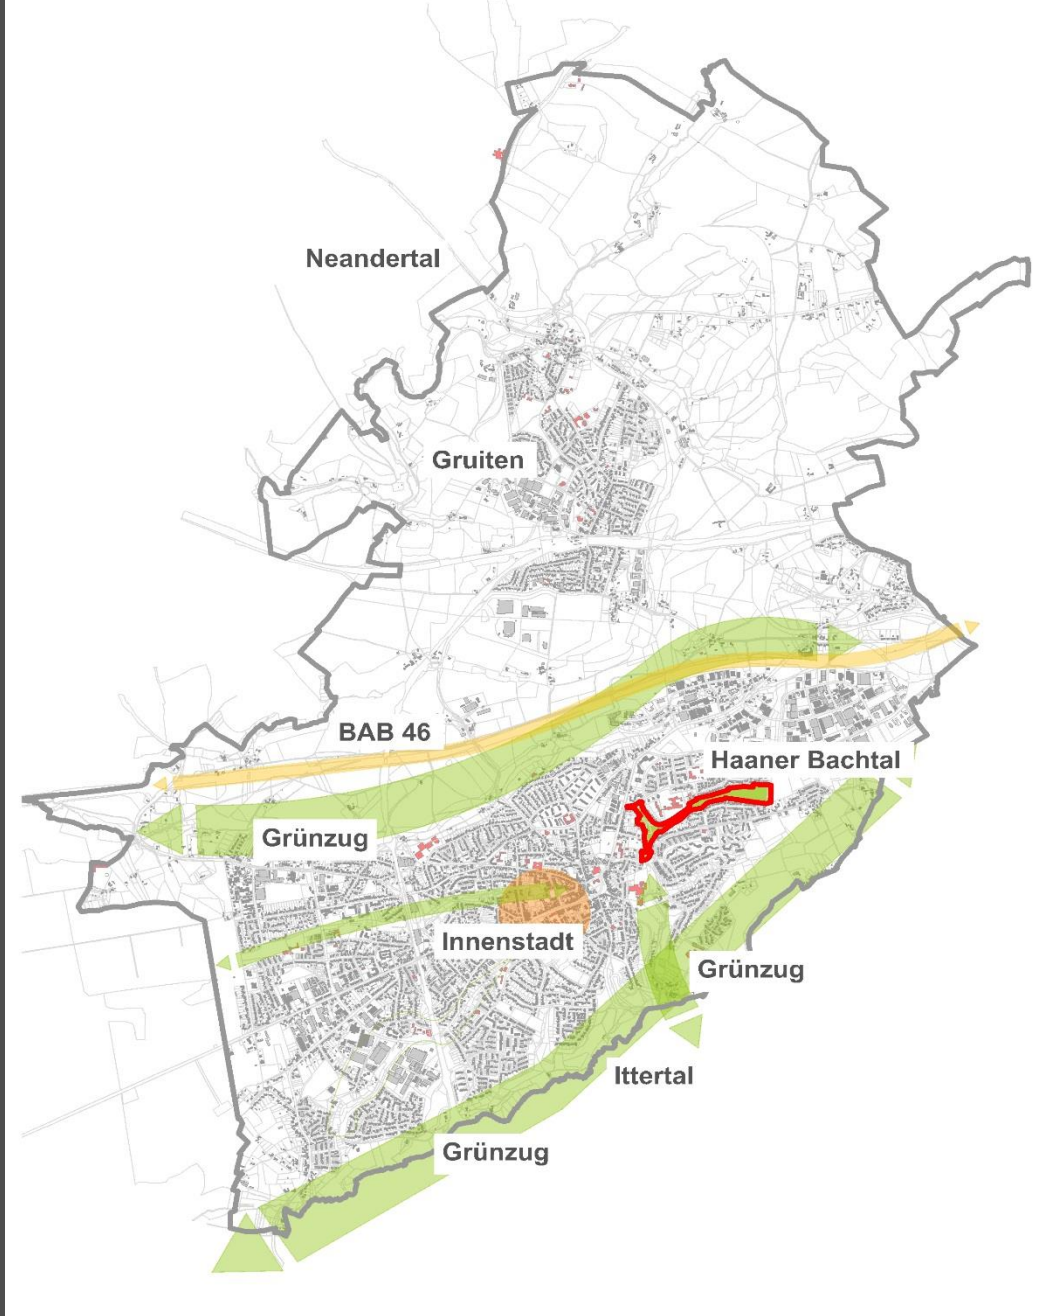 Neandertal
Gruiten
BAB 46
Haaner Bachtal
Grünzug
Innenstadt
Grünzug
Ittertal
Grünzug